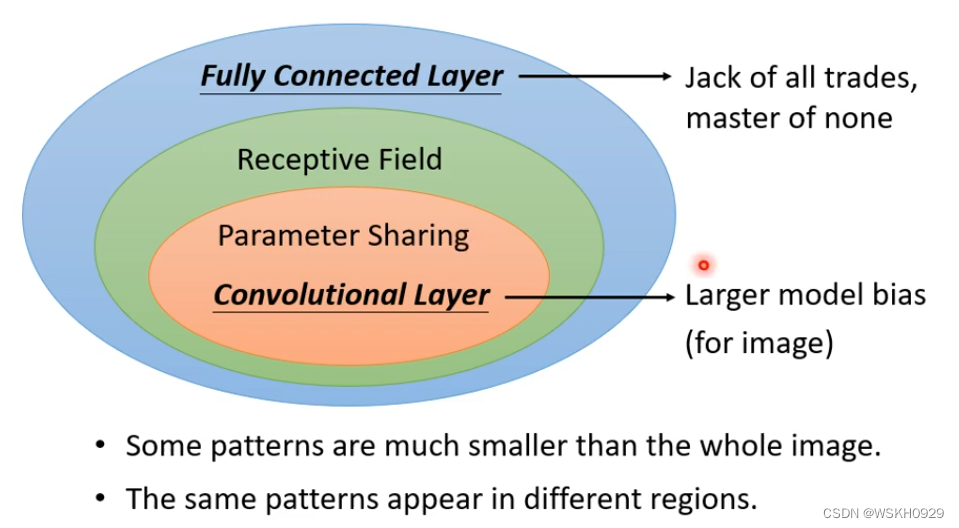 Fully Connected Layer
Jack of all trades,
master of none
Receptive Field
Parameter Sharing
Convolutional Layer
Larger model bias
(for image)
• Some patterns are much smaller than the whole image.
• The same patterns appear in different regions.
CSDN @WSKH0929